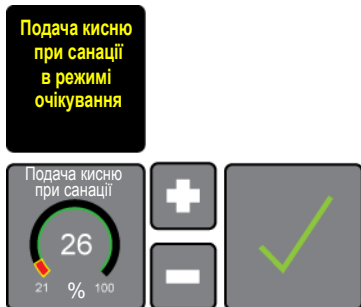 Подача кисню
при санації
в режимі
очікування
Подача кисню
при санації
26
21 % 100